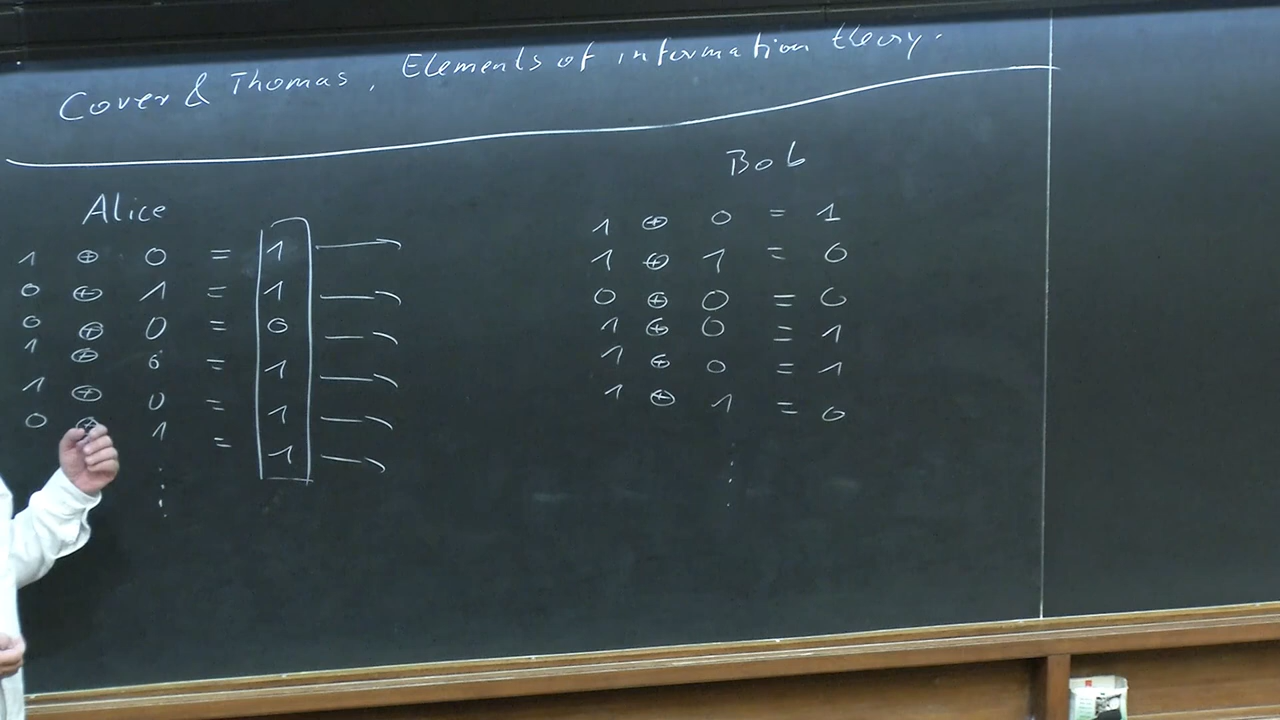 Cover & Thomas, Elements of information theory.
Alice
1 ⊕ 0 = 1 →
0 ⊕ 1 = 1 →
0 ⊕ 0 = 0 →
1 ⊕ 0 = 1 →
1 ⊕ 0 = 1 →
0 ⊕ 1 = 1 →
⋮
Bob
1 ⊕ 0 = 1
1 ⊕ 1 = 0
0 ⊕ 0 = 0
1 ⊕ 0 = 1
1 ⊕ 0 = 1
1 ⊕ 1 = 0
⋮